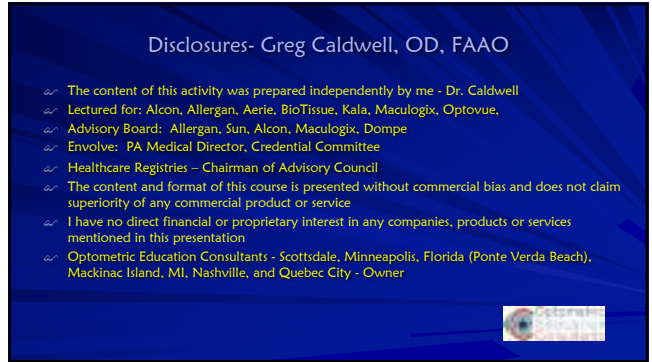 Disclosures- Greg Caldwell, OD, FAAO
The content of this activity was prepared independently by me - Dr. Caldwell
Lectured for: Alcon, Allergan, Aerie, BioTissue, Kala, Maculogix, Optovue,
Advisory Board: Allergan, Sun, Alcon, Maculogix, Dompe
Envolve: PA Medical Director, Credential Committee
Healthcare Registries – Chairman of Advisory Council
The content and format of this course is presented without commercial bias and does not claim
superiority of any commercial product or service
I have no direct financial or proprietary interest in any companies, products or services
mentioned in this presentation
Optometric Education Consultants - Scottsdale, Minneapolis, Florida (Ponte Verda Beach),
Mackinac Island, MI, Nashville, and Quebec City - Owner